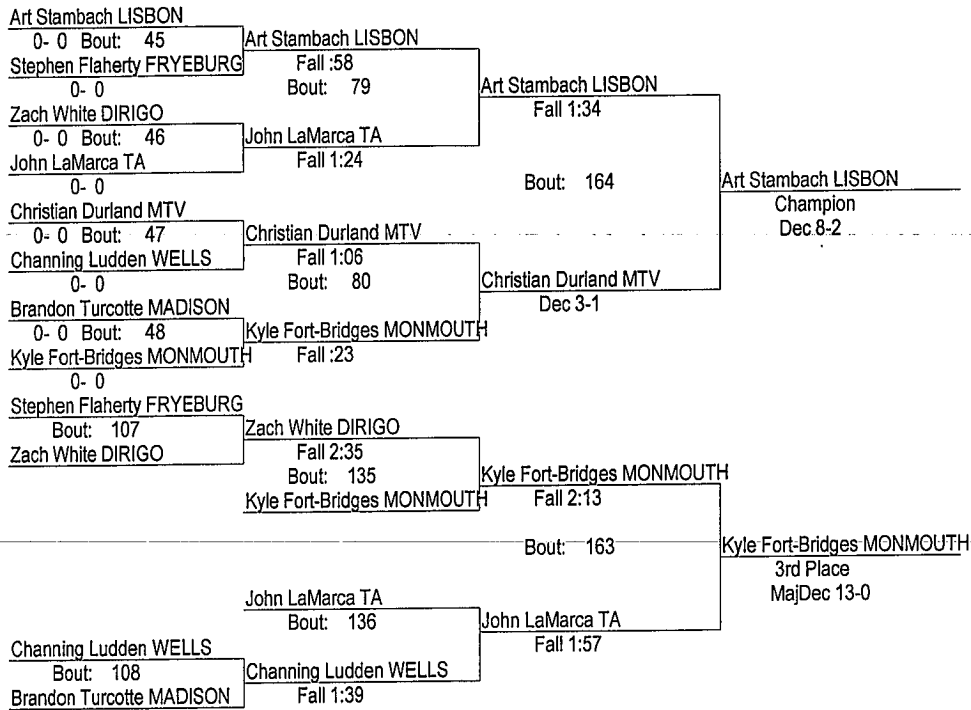 Art Stambach LISBON
0- 0 Bout: 45
Stephen Flaherty FRYEBURG
0- 0
Zach White DIRIGO
0- 0 Bout: 46
John LaMarca TA
0- 0
Christian Durland MTV
0- 0 Bout: 47
Channing Ludden WELLS
0- 0
Brandon Turcotte MADISON
0- 0 Bout: 48
Kyle Fort-Bridges MONMOUTH
0- 0
Stephen Flaherty FRYEBURG
Bout: 107
Zach White DIRIGO
Channing Ludden WELLS
Bout: 108
Brandon Turcotte MADISON
Art Stambach LISBON
Fall :58
Bout: 79
John LaMarca TA
Fall 1:24
Christian Durland MTV
Fall 1:06
Bout: 80
Kyle Fort-Bridges MONMOUTH
Fall :23
Zach White DIRIGO
Fall 2:35
Bout: 135
Kyle Fort-Bridges MONMOUTH
John LaMarca TA
Bout: 136
Channing Ludden WELLS
Fall 1:39
Art Stambach LISBON
Fall 1:34
Bout: 164
Christian Durland MTV
Dec 3-1
Kyle Fort-Bridges MONMOUTH
Fall 2:13
Bout: 163
John LaMarca TA
Fall 1:57
Art Stambach LISBON
Champion
Dec 8-2
Kyle Fort-Bridges MONMOUTH
3rd Place
MajDec 13-0